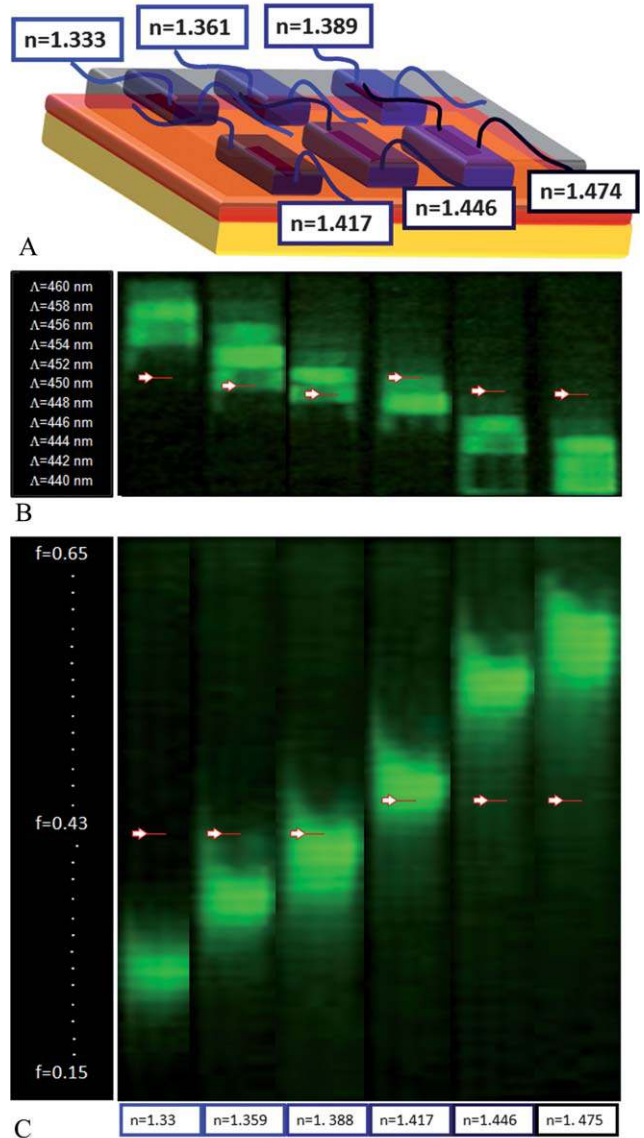 n=1.333
n=1.361
n=1.389
n=1.417
n=1.446
n=1.474
A
Λ=460 nm
Λ=458 nm
Λ=456 nm
Λ=454 nm
Λ=452 nm
Λ=450 nm
Λ=448 nm
Λ=446 nm
Λ=444 nm
Λ=442 nm
Λ=440 nm
B
f=0.65
f=0.43
f=0.15
C
n=1.33
n=1.359
n=1. 388
n=1.417
n=1.446
n=1. 475